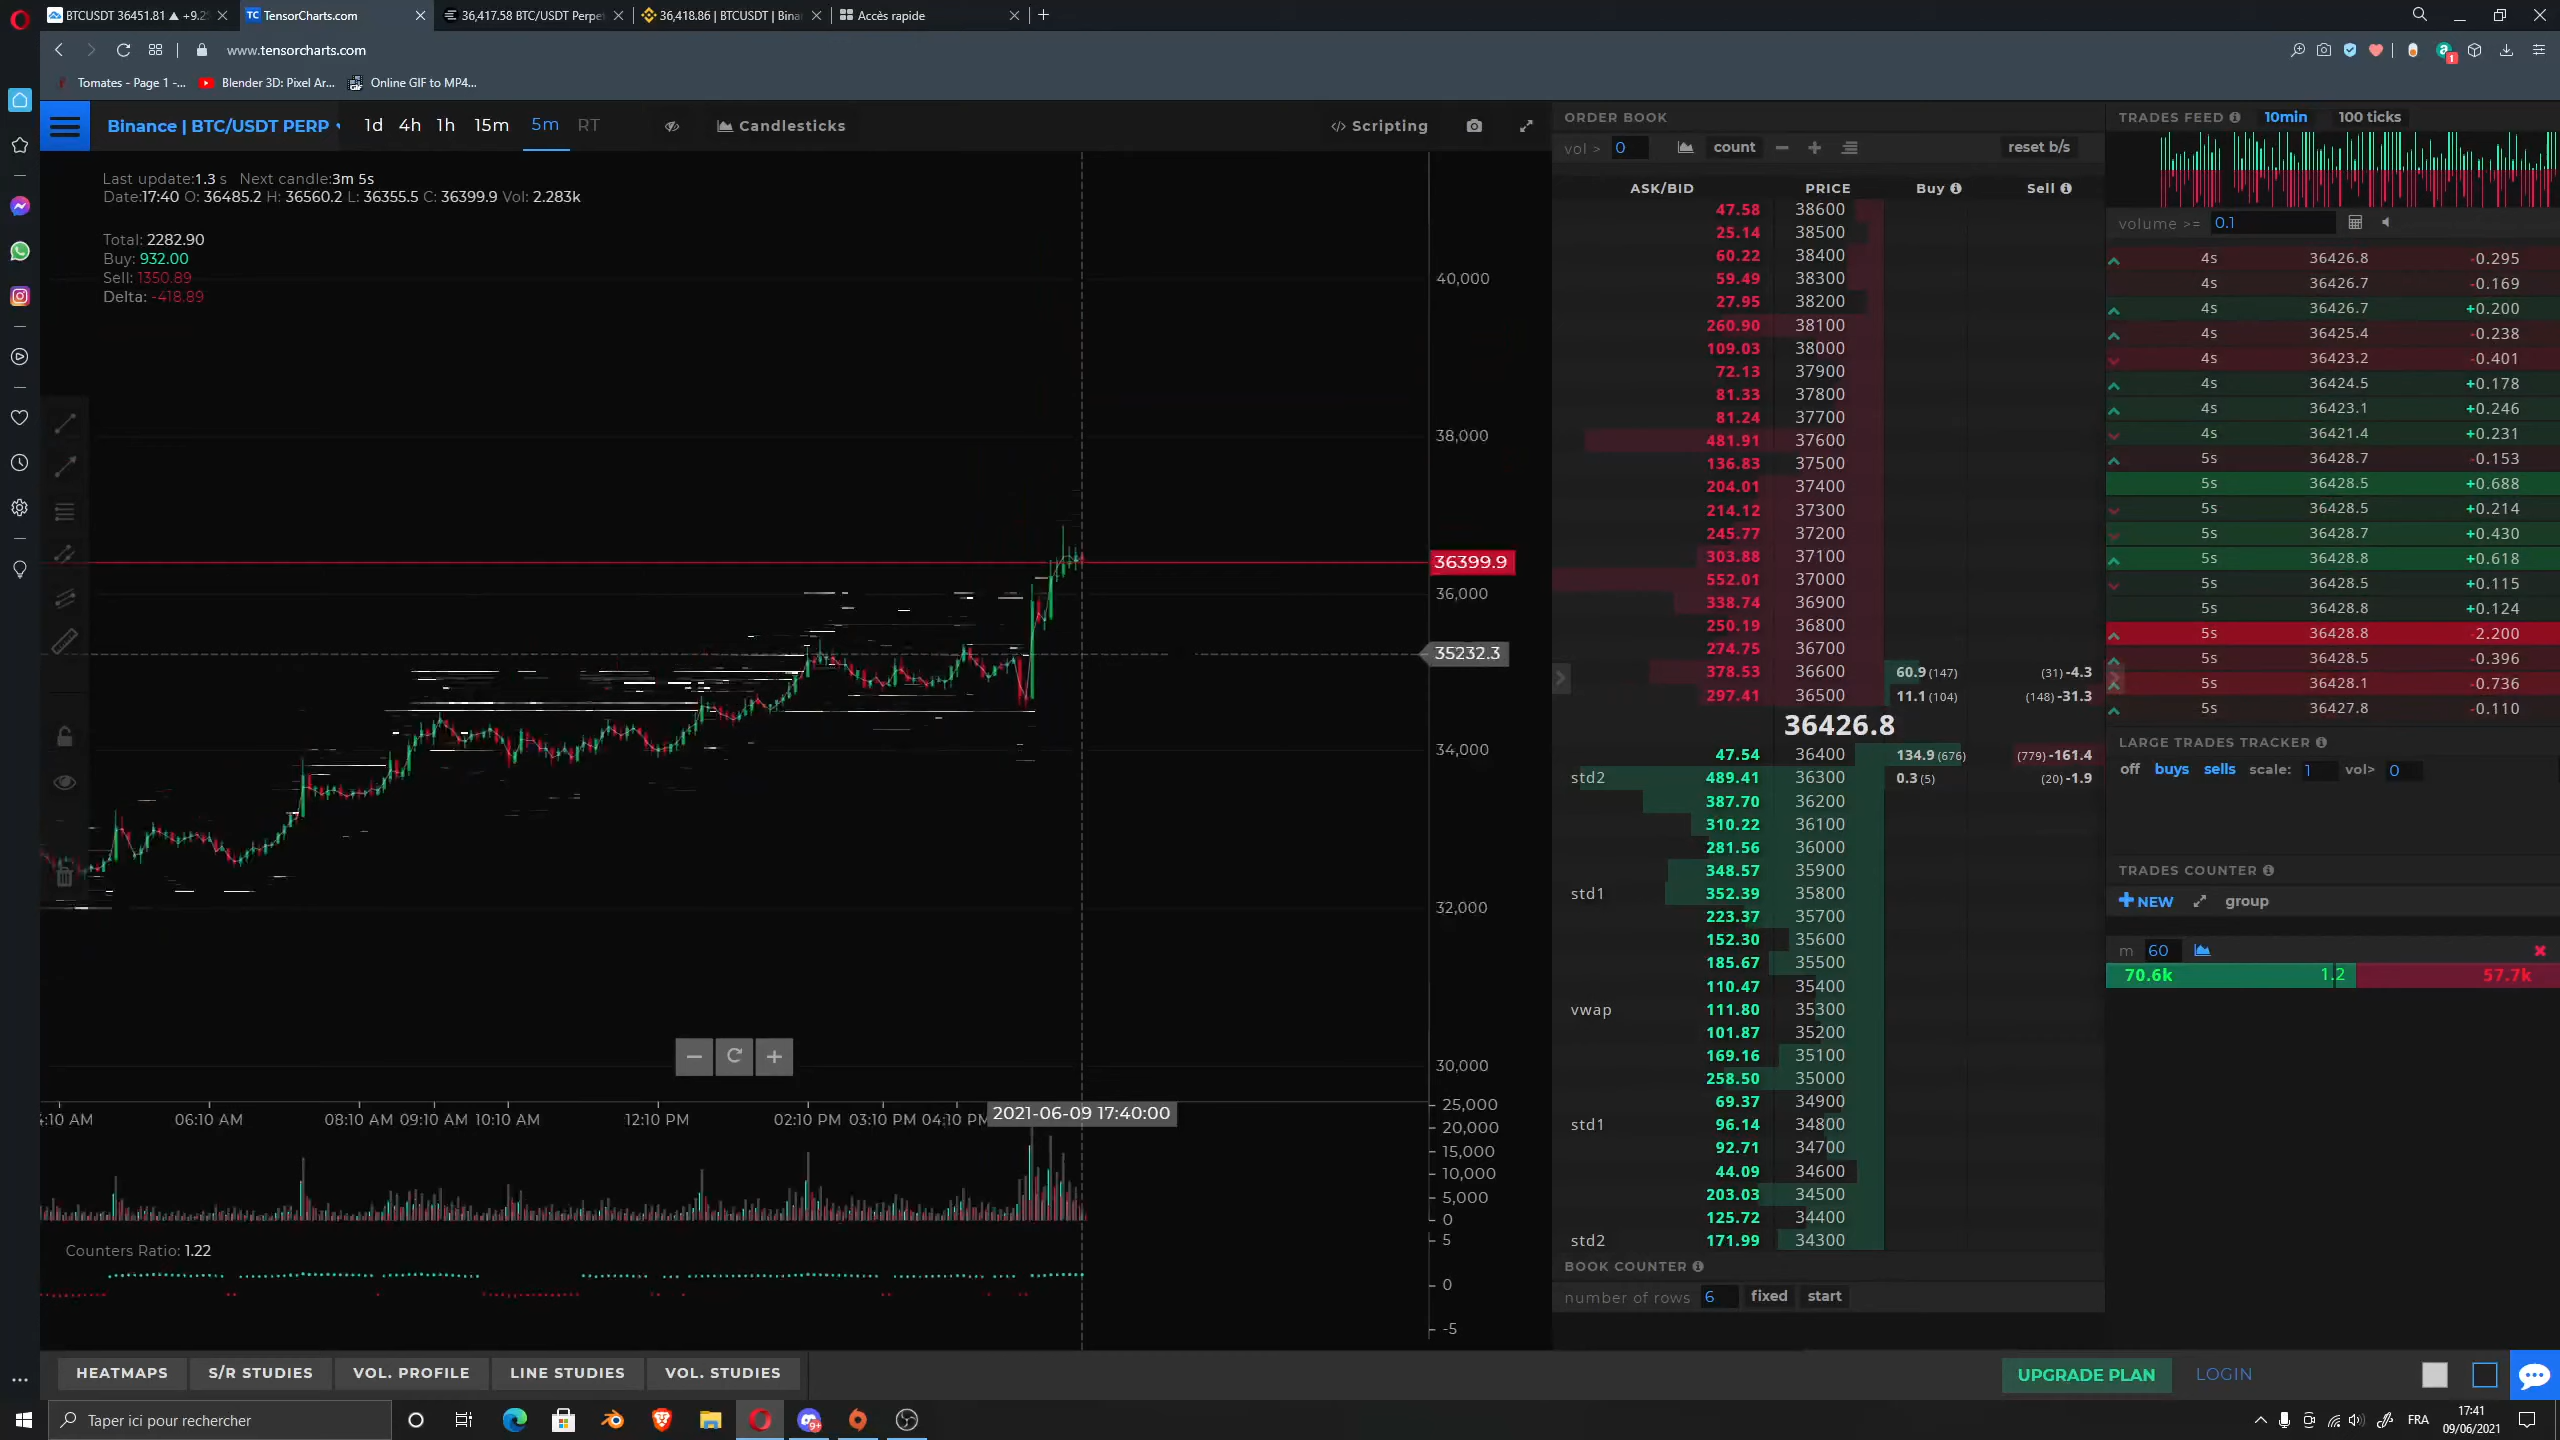 BTCUSDT 36451.81 ▲ +9.2
TensorCharts.com
36,417.58 BTC/USDT Perpe
36,418.86 | BTCUSDT | Bina
Accès rapide
www.tensorcharts.com
Tomates - Page 1 -...
Blender 3D: Pixel Ar...
Online GIF to MP4...
Binance | BTC/USDT PERP
1d 4h 1h 15m 5m RT
Candlesticks
</> Scripting
Last update:1.3 s Next candle:3m 5s
Date:17:40 O: 36485.2 H: 36560.2 L: 36355.5 C: 36399.9 Vol: 2.283k
Total: 2282.90
Buy: 932.00
Sell: 1350.89
Delta: -418.89
40,000
38,000
36399.9
36,000
35232.3
34,000
32,000
30,000
:10 AM 06:10 AM 08:10 AM 09:10 AM 10:10 AM 12:10 PM 02:10 PM 03:10 PM 04:10 PM
2021-06-09 17:40:00
25,000
20,000
15,000
10,000
5,000
0
Counters Ratio: 1.22
5
0
-5
HEATMAPS
S/R STUDIES
VOL. PROFILE
LINE STUDIES
VOL. STUDIES
ORDER BOOK
vol > 0
count
reset b/s
ASK/BID PRICE Buy Sell
47.58 38600
25.14 38500
60.22 38400
59.49 38300
27.95 38200
260.90 38100
109.03 38000
72.13 37900
81.33 37800
81.24 37700
481.91 37600
136.83 37500
204.01 37400
214.12 37300
245.77 37200
303.88 37100
552.01 37000
338.74 36900
250.19 36800
274.75 36700
378.53 36600 60.9 (147) (31) -4.3
297.41 36500 11.1 (104) (148) -31.3
36426.8
47.54 36400 134.9 (676) (779) -161.4
std2 489.41 36300 0.3 (5) (20) -1.9
387.70 36200
310.22 36100
281.56 36000
348.57 35900
std1 352.39 35800
223.37 35700
152.30 35600
185.67 35500
110.47 35400
vwap 111.80 35300
101.87 35200
169.16 35100
258.50 35000
69.37 34900
std1 96.14 34800
92.71 34700
44.09 34600
203.03 34500
125.72 34400
std2 171.99 34300
BOOK COUNTER
number of rows 6 fixed start
TRADES FEED 10min 100 ticks
volume >= 0.1
4s 36426.8 -0.295
4s 36426.7 -0.169
4s 36426.7 +0.200
4s 36425.4 -0.238
4s 36423.2 -0.401
4s 36424.5 +0.178
4s 36423.1 +0.246
4s 36421.4 +0.231
5s 36428.7 -0.153
5s 36428.5 +0.688
5s 36428.5 +0.214
5s 36428.7 +0.430
5s 36428.8 +0.618
5s 36428.5 +0.115
5s 36428.8 +0.124
5s 36428.8 -2.200
5s 36428.5 -0.396
5s 36428.1 -0.736
5s 36427.8 -0.110
LARGE TRADES TRACKER
off buys sells scale: 1 vol> 0
TRADES COUNTER
+NEW group
m 60
70.6k 1.2 57.7k
UPGRADE PLAN
LOGIN
Taper ici pour rechercher
FRA
17:41
09/06/2021